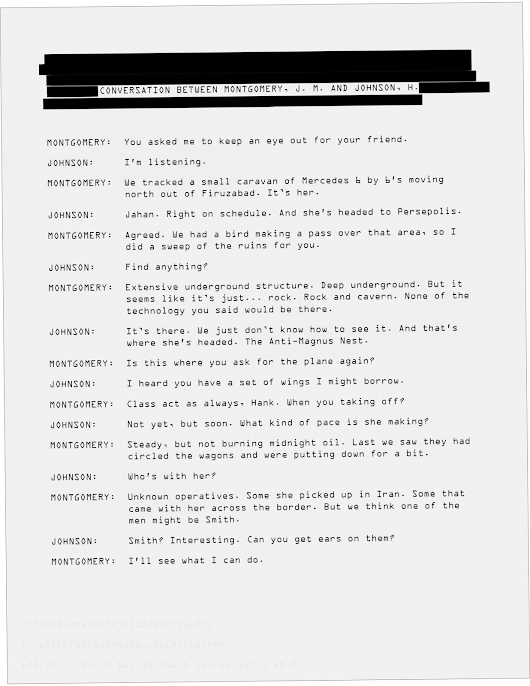 CONVERSATION BETWEEN MONTGOMERY, J. M. AND JOHNSON, H.
MONTGOMERY: You asked me to keep an eye out for your friend.
JOHNSON: I'm listening.
MONTGOMERY: We tracked a small caravan of Mercedes 6 by 6's moving
north out of Firuzabad. It's her.
JOHNSON: Jahan. Right on schedule. And she's headed to Persepolis.
MONTGOMERY: Agreed. We had a bird making a pass over that area, so I
did a sweep of the ruins for you.
JOHNSON: Find anything?
MONTGOMERY: Extensive underground structure. Deep underground. But it
seems like it's just... rock. Rock and cavern. None of the
technology you said would be there.
JOHNSON: It's there. We just don't know how to see it. And that's
where she's headed. The Anti-Magnus Nest.
MONTGOMERY: Is this where you ask for the plane again?
JOHNSON: I heard you have a set of wings I might borrow.
MONTGOMERY: Class act as always, Hank. When you taking off?
JOHNSON: Not yet, but soon. What kind of pace is she making?
MONTGOMERY: Steady, but not burning midnight oil. Last we saw they had
circled the wagons and were putting down for a bit.
JOHNSON: Who's with her?
MONTGOMERY: Unknown operatives. Some she picked up in Iran. Some that
came with her across the border. But we think one of the
men might be Smith.
JOHNSON: Smith? Interesting. Can you get ears on them?
MONTGOMERY: I'll see what I can do.